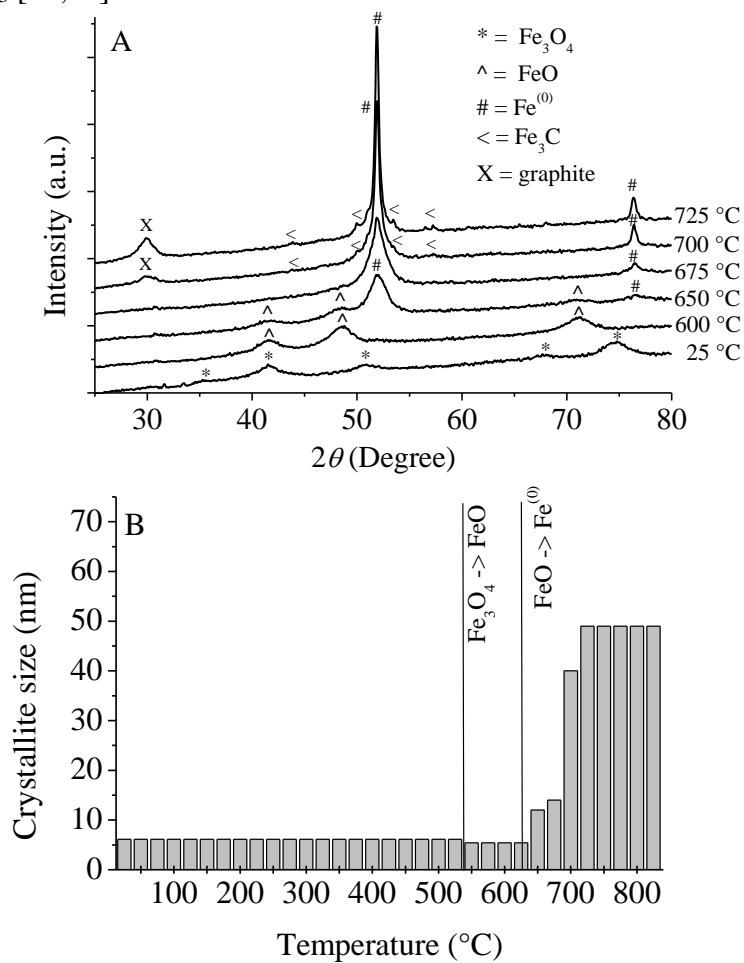 A
* = Fe3O4
^ = FeO
# = Fe(0)
< = Fe3C
X = graphite
#
#
X
X
<
<
<
<
<
<
<
<
#
#
#
#
#
^
^
^
^
^
^
*
*
*
*
*
725 °C
700 °C
675 °C
650 °C
600 °C
25 °C
Intensity (a.u.)
30 40 50 60 70 80
2θ (Degree)
B
Fe3O4 -> FeO
FeO -> Fe(0)
Crystallite size (nm)
70
60
50
40
30
20
10
0
100 200 300 400 500 600 700 800
Temperature (°C)